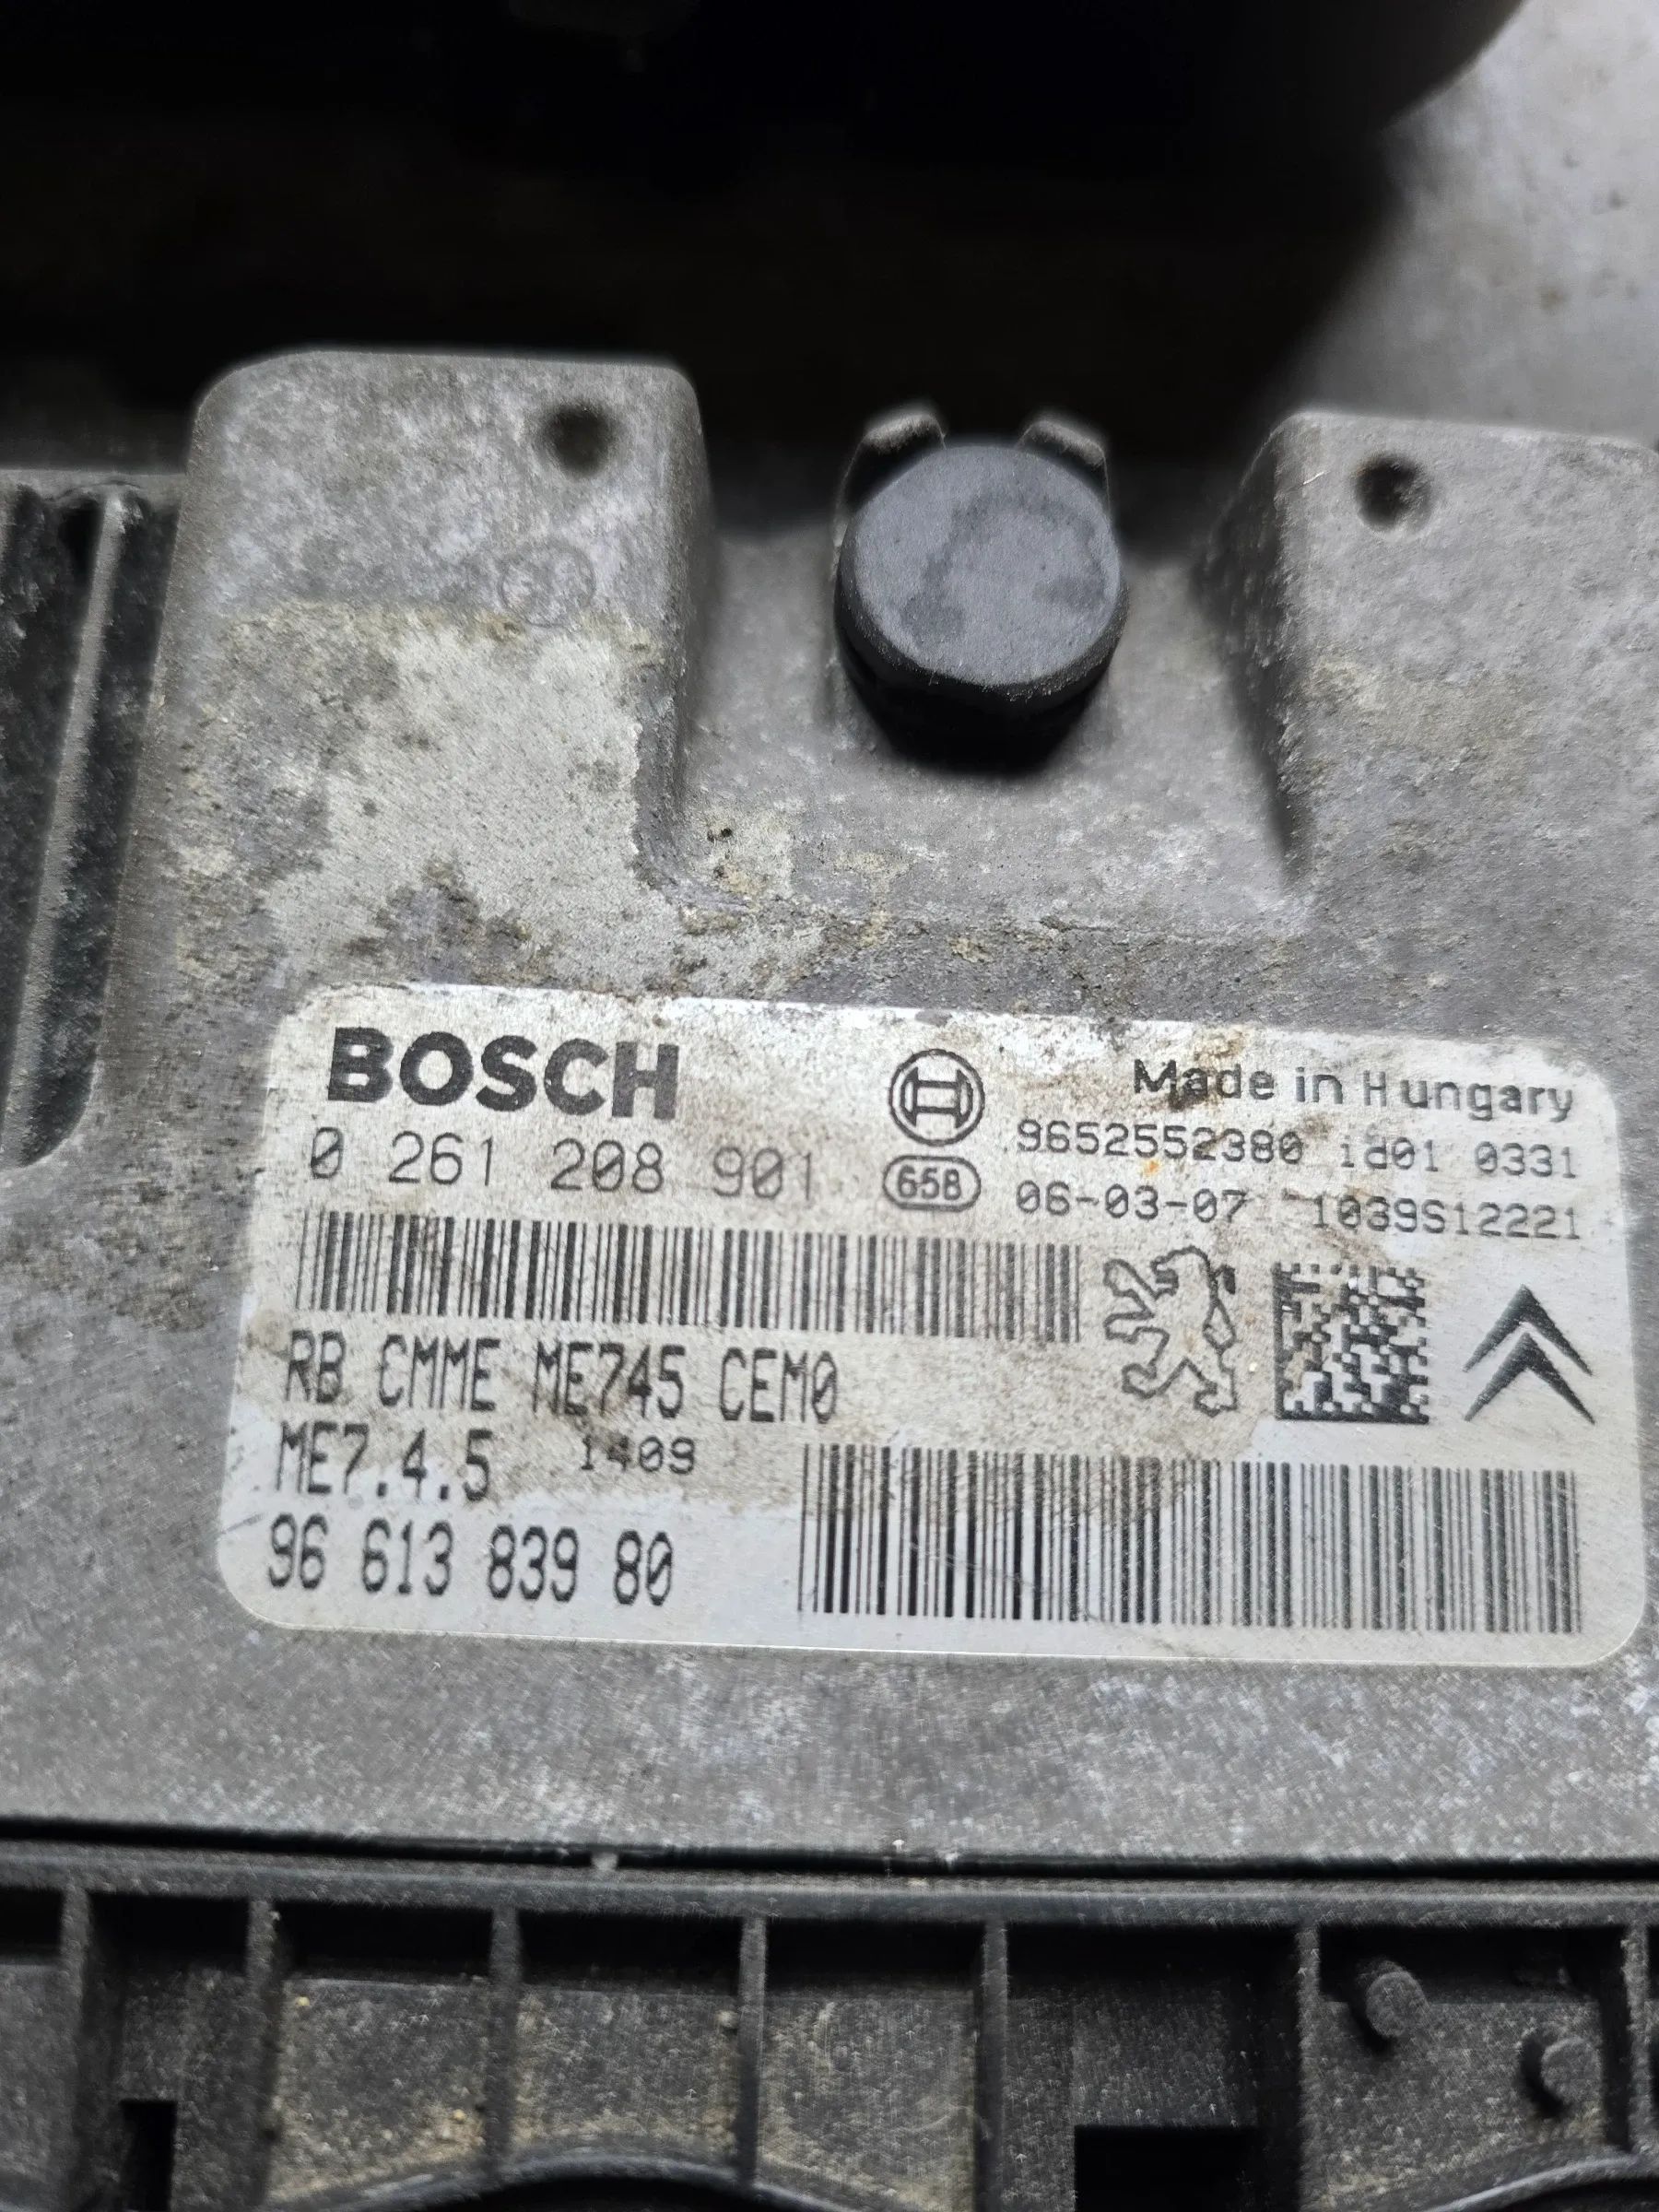 BOSCH
Made in Hungary
0 261 208 901
9652552380 id01 0331
658
06-03-07 1039S12221
RB CMME ME745 CEM0
ME7.4.5 1409
96 613 839 80